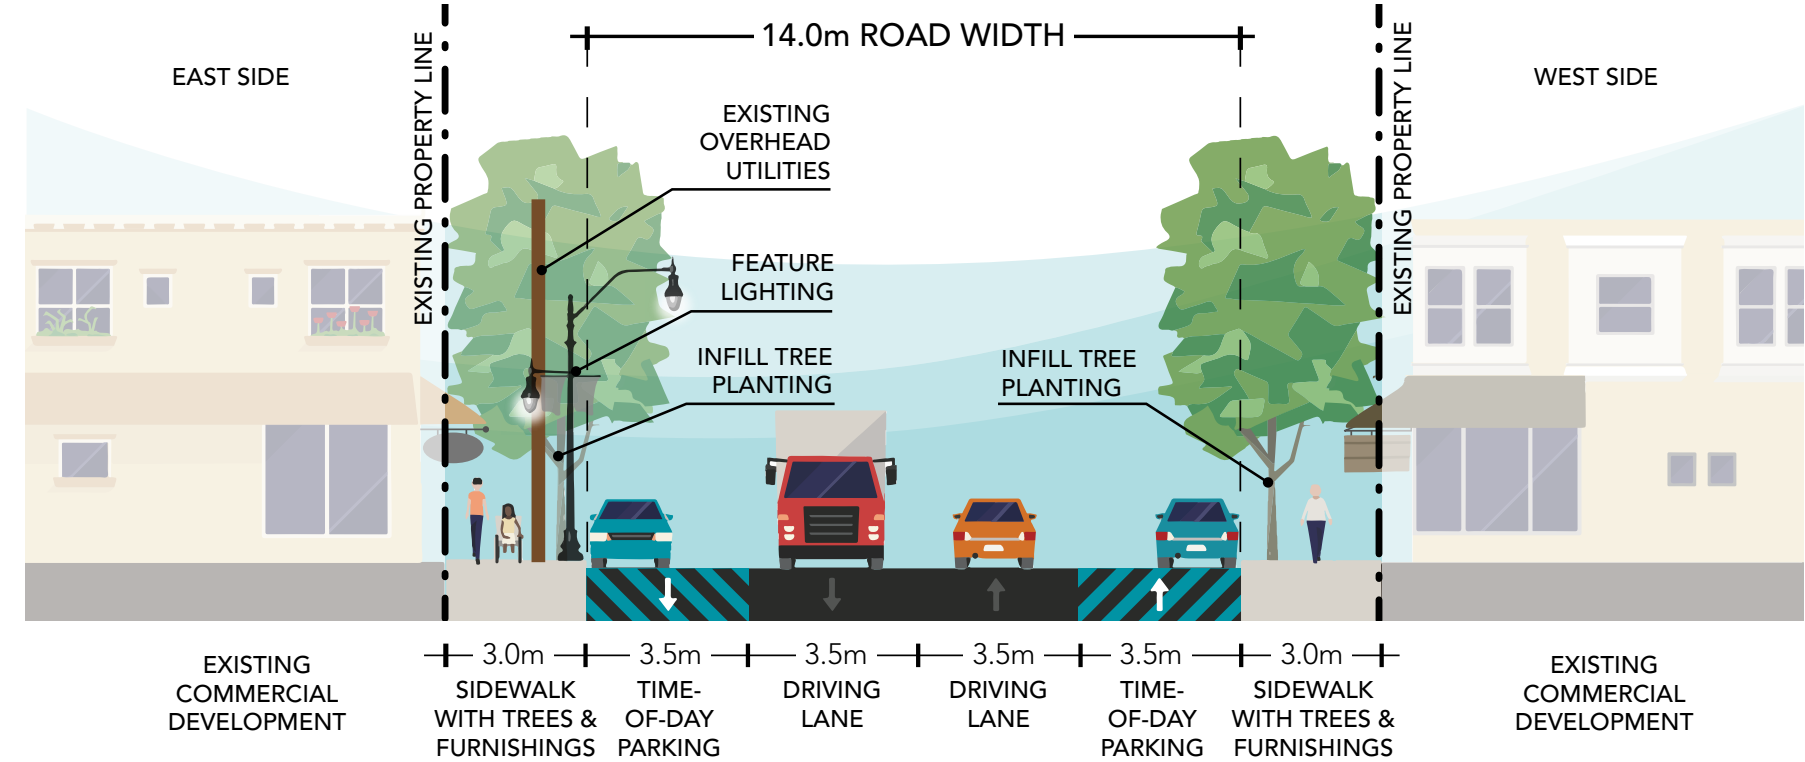 14.0m ROAD WIDTH
EAST SIDE
WEST SIDE
EXISTING PROPERTY LINE
EXISTING PROPERTY LINE
EXISTING
OVERHEAD
UTILITIES
FEATURE
LIGHTING
INFILL TREE
PLANTING
INFILL TREE
PLANTING
3.0m
3.5m
3.5m
3.5m
3.5m
3.0m
EXISTING
COMMERCIAL
DEVELOPMENT
SIDEWALK
WITH TREES &
FURNISHINGS
TIME-
OF-DAY
PARKING
DRIVING
LANE
DRIVING
LANE
TIME-
OF-DAY
PARKING
SIDEWALK
WITH TREES &
FURNISHINGS
EXISTING
COMMERCIAL
DEVELOPMENT